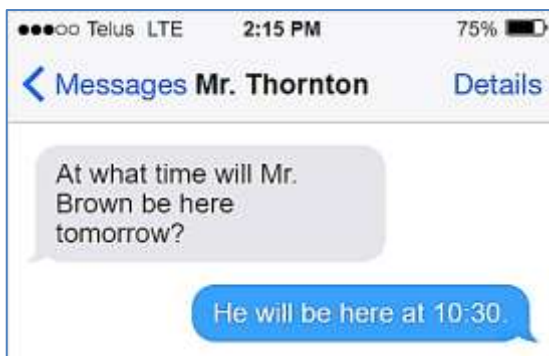 Telus LTE 2:15 PM 75%
Messages Mr. Thornton Details
At what time will Mr.
Brown be here
tomorrow?
He will be here at 10:30.